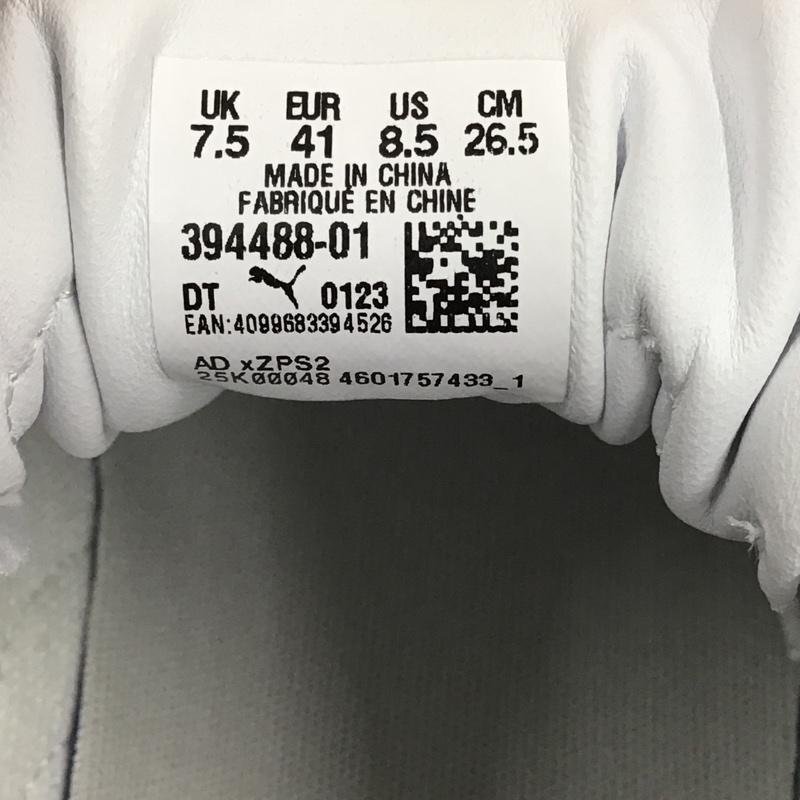 UK EUR US CM
7.5 41 8.5 26.5
MADE IN CHINA
FABRIQUÉ EN CHINE
394488-01
DT 0123
EAN:4099683394526
AD xZPS2
25K00048 4601757433_1